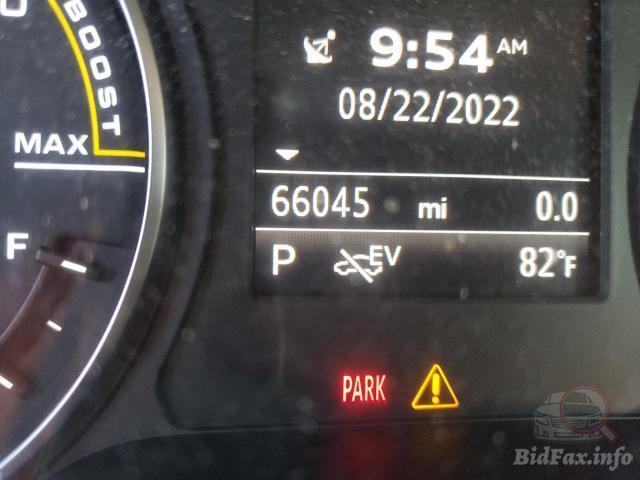 BOOST
MAX
F
9:54 AM
08/22/2022
66045 mi 0.0
P EV 82°F
PARK
BidFax.info